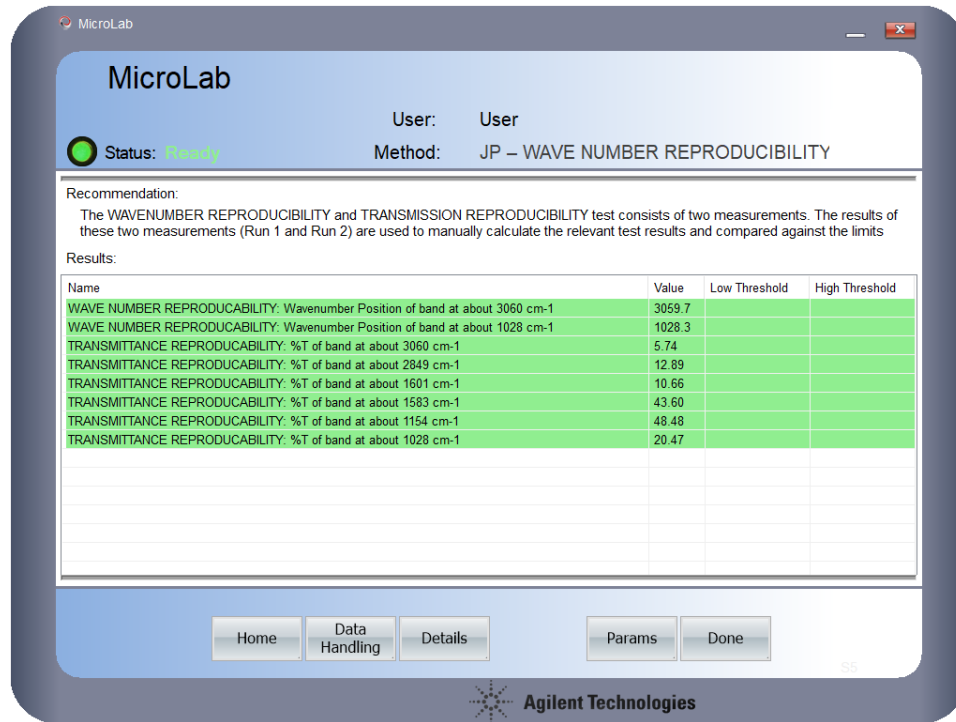 MicroLab
MicroLab
User: User
Status: Ready Method: JP – WAVE NUMBER REPRODUCIBILITY
Recommendation:
The WAVENUMBER REPRODUCIBILITY and TRANSMISSION REPRODUCIBILITY test consists of two measurements. The results of
these two measurements (Run 1 and Run 2) are used to manually calculate the relevant test results and compared against the limits
Results:
Name Value Low Threshold High Threshold
WAVE NUMBER REPRODUCABILITY: Wavenumber Position of band at about 3060 cm-1 3059.7
WAVE NUMBER REPRODUCABILITY: Wavenumber Position of band at about 1028 cm-1 1028.3
TRANSMITTANCE REPRODUCABILITY: %T of band at about 3060 cm-1 5.74
TRANSMITTANCE REPRODUCABILITY: %T of band at about 2849 cm-1 12.89
TRANSMITTANCE REPRODUCABILITY: %T of band at about 1601 cm-1 10.66
TRANSMITTANCE REPRODUCABILITY: %T of band at about 1583 cm-1 43.60
TRANSMITTANCE REPRODUCABILITY: %T of band at about 1154 cm-1 48.48
TRANSMITTANCE REPRODUCABILITY: %T of band at about 1028 cm-1 20.47
Home Data Handling Details Params Done
S5
Agilent Technologies